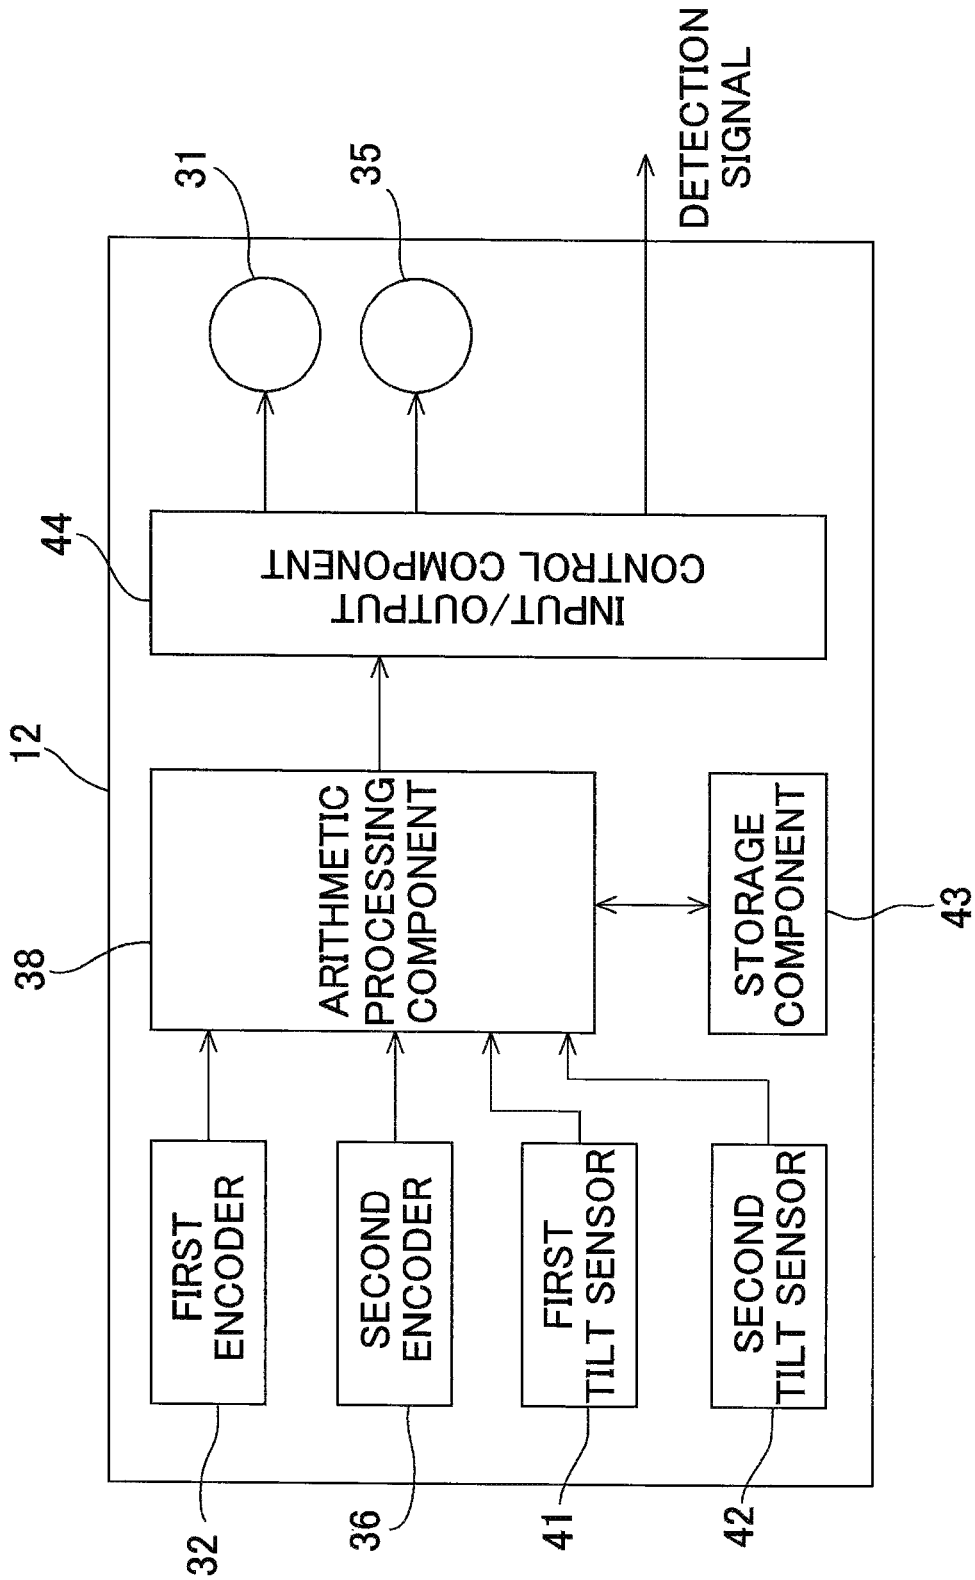 12
38
44
31
35
FIRST
ENCODER
32
SECOND
ENCODER
36
FIRST
TILT SENSOR
41
SECOND
TILT SENSOR
42
ARITHMETIC
PROCESSING
COMPONENT
STORAGE
COMPONENT
43
INPUT/OUTPUT
CONTROL COMPONENT
DETECTION
SIGNAL